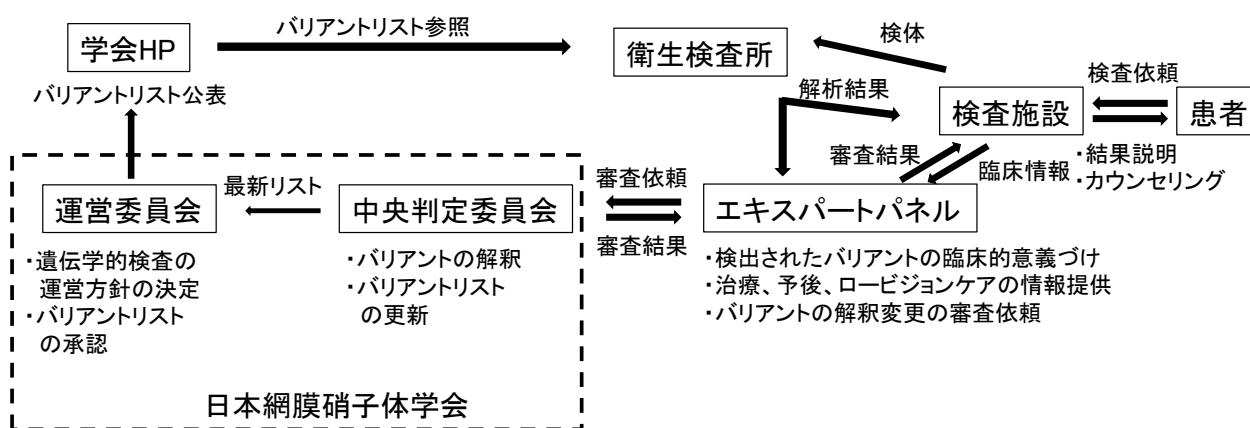 バリアントリスト参照
学会HP
衛生検査所
検体
バリアントリスト公表
解析結果
検査依頼
検査施設
患者
審査結果
臨床情報
・結果説明
・カウンセリング
最新リスト
審査依頼
運営委員会
中央判定委員会
エキスパートパネル
審査結果
・遺伝学的検査の
運営方針の決定
・バリアントリスト
の承認
・バリアントの解釈
・バリアントリスト
の更新
・検出されたバリアントの臨床的意義づけ
・治療、予後、ロービジョンケアの情報提供
・バリアントの解釈変更の審査依頼
日本網膜硝子体学会